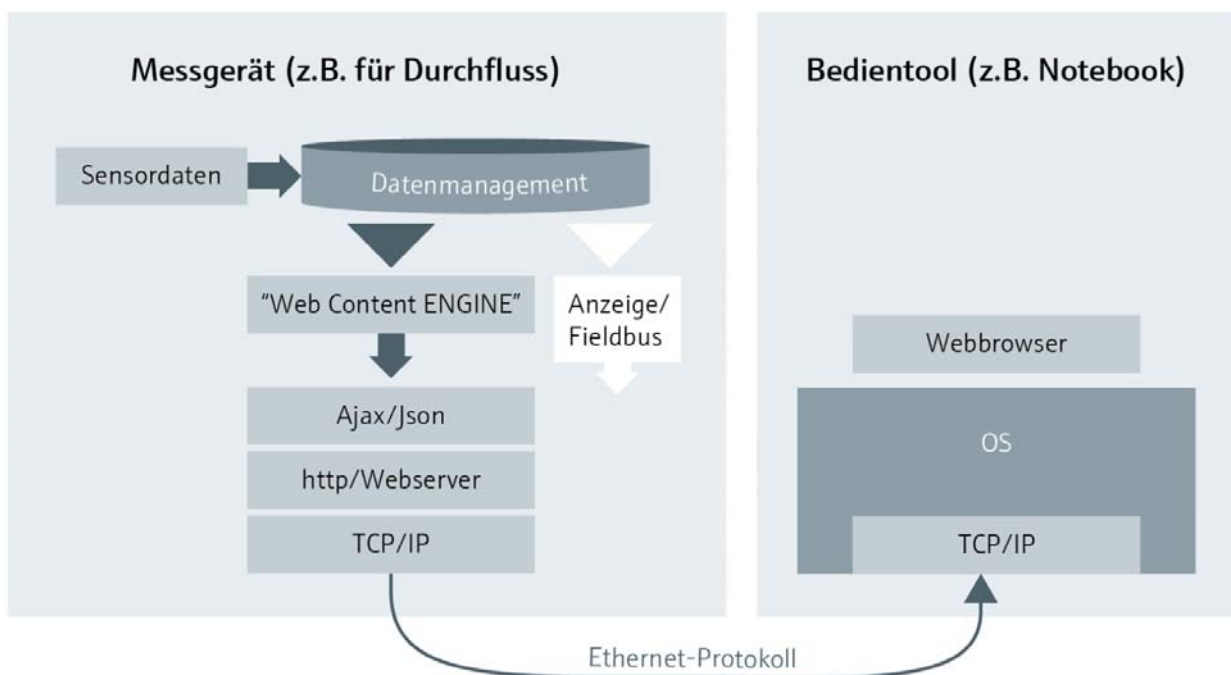 Messgerät (z.B. für Durchfluss)
Sensordaten
Datenmanagement
“Web Content ENGINE”
Anzeige/
Fieldbus
Ajax/Json
http/Webserver
TCP/IP
Bedientool (z.B. Notebook)
Webbrowser
OS
TCP/IP
Ethernet-Protokoll